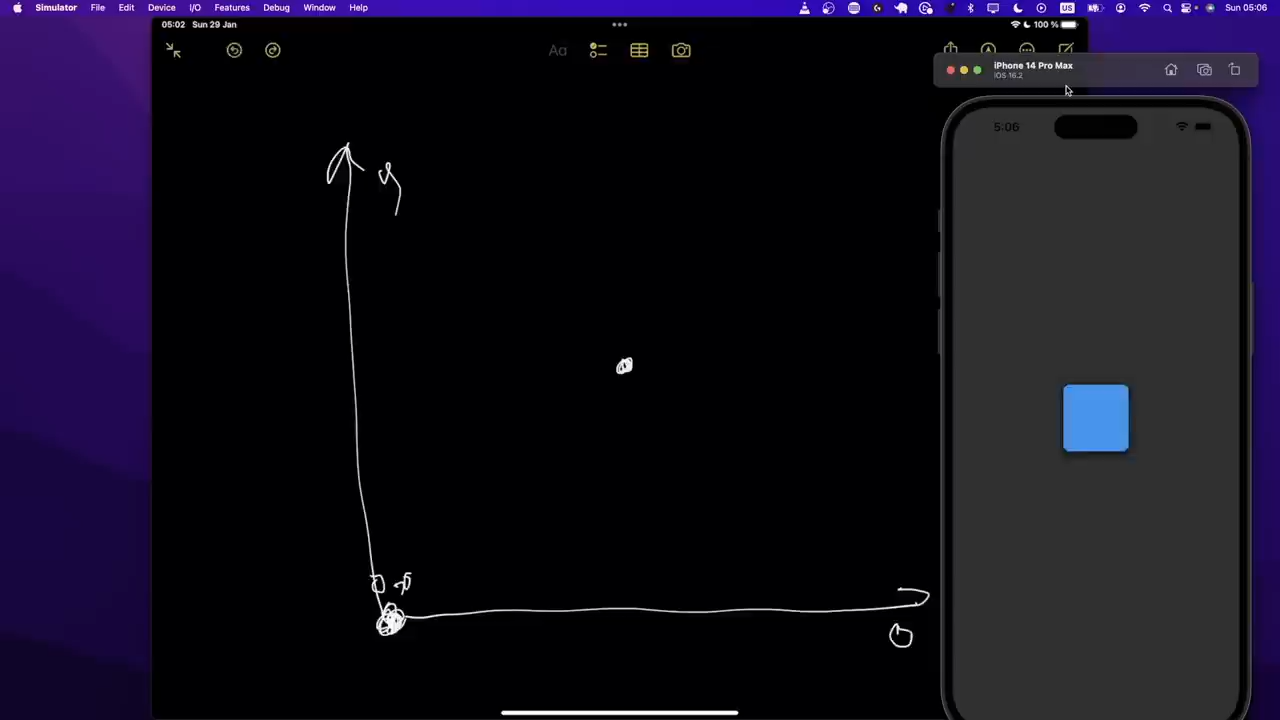 Simulator File Edit Device I/O Features Debug Window Help
US
Sun 05:06
05:02 Sun 29 Jan
100 %
Aa
iPhone 14 Pro Max
iOS 16.2
5:06
y